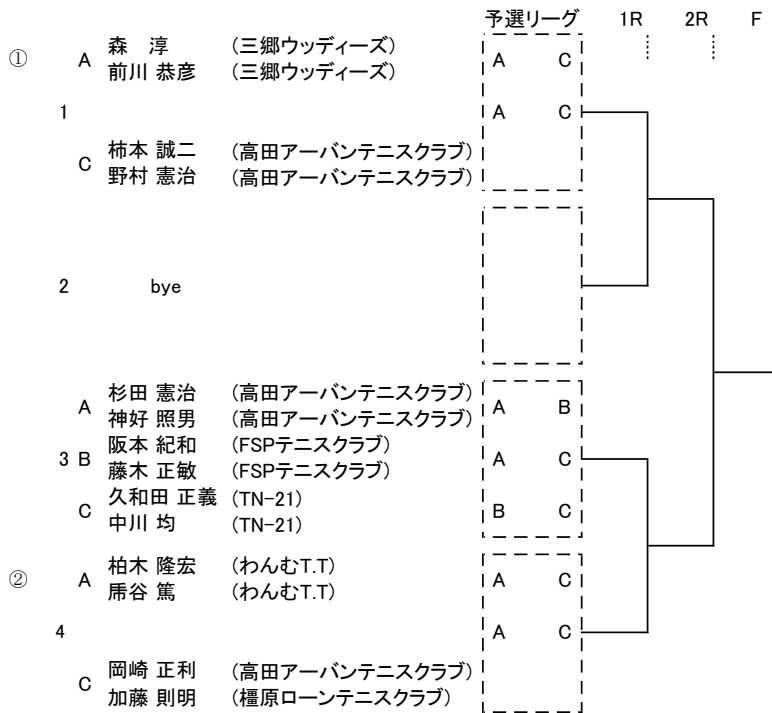 予選リーグ 1R 2R F
① A 森 淳 (三郷ウッディーズ) A C
前川 恭彦 (三郷ウッディーズ)
1 A C
C 柿本 誠二 (高田アーバンテニスクラブ)
野村 憲治 (高田アーバンテニスクラブ)
2 bye
A 杉田 憲治 (高田アーバンテニスクラブ) A B
神好 照男 (高田アーバンテニスクラブ)
3 B 阪本 紀和 (FSPテニスクラブ) A C
藤木 正敏 (FSPテニスクラブ)
C 久和田 正義 (TN-21) B C
中川 均 (TN-21)
② A 柏木 隆宏 (わんむT.T) A C
谷 篤 (わんむT.T)
4 A C
C 岡崎 正利 (高田アーバンテニスクラブ)
加藤 則明 (橿原ローンテニスクラブ)